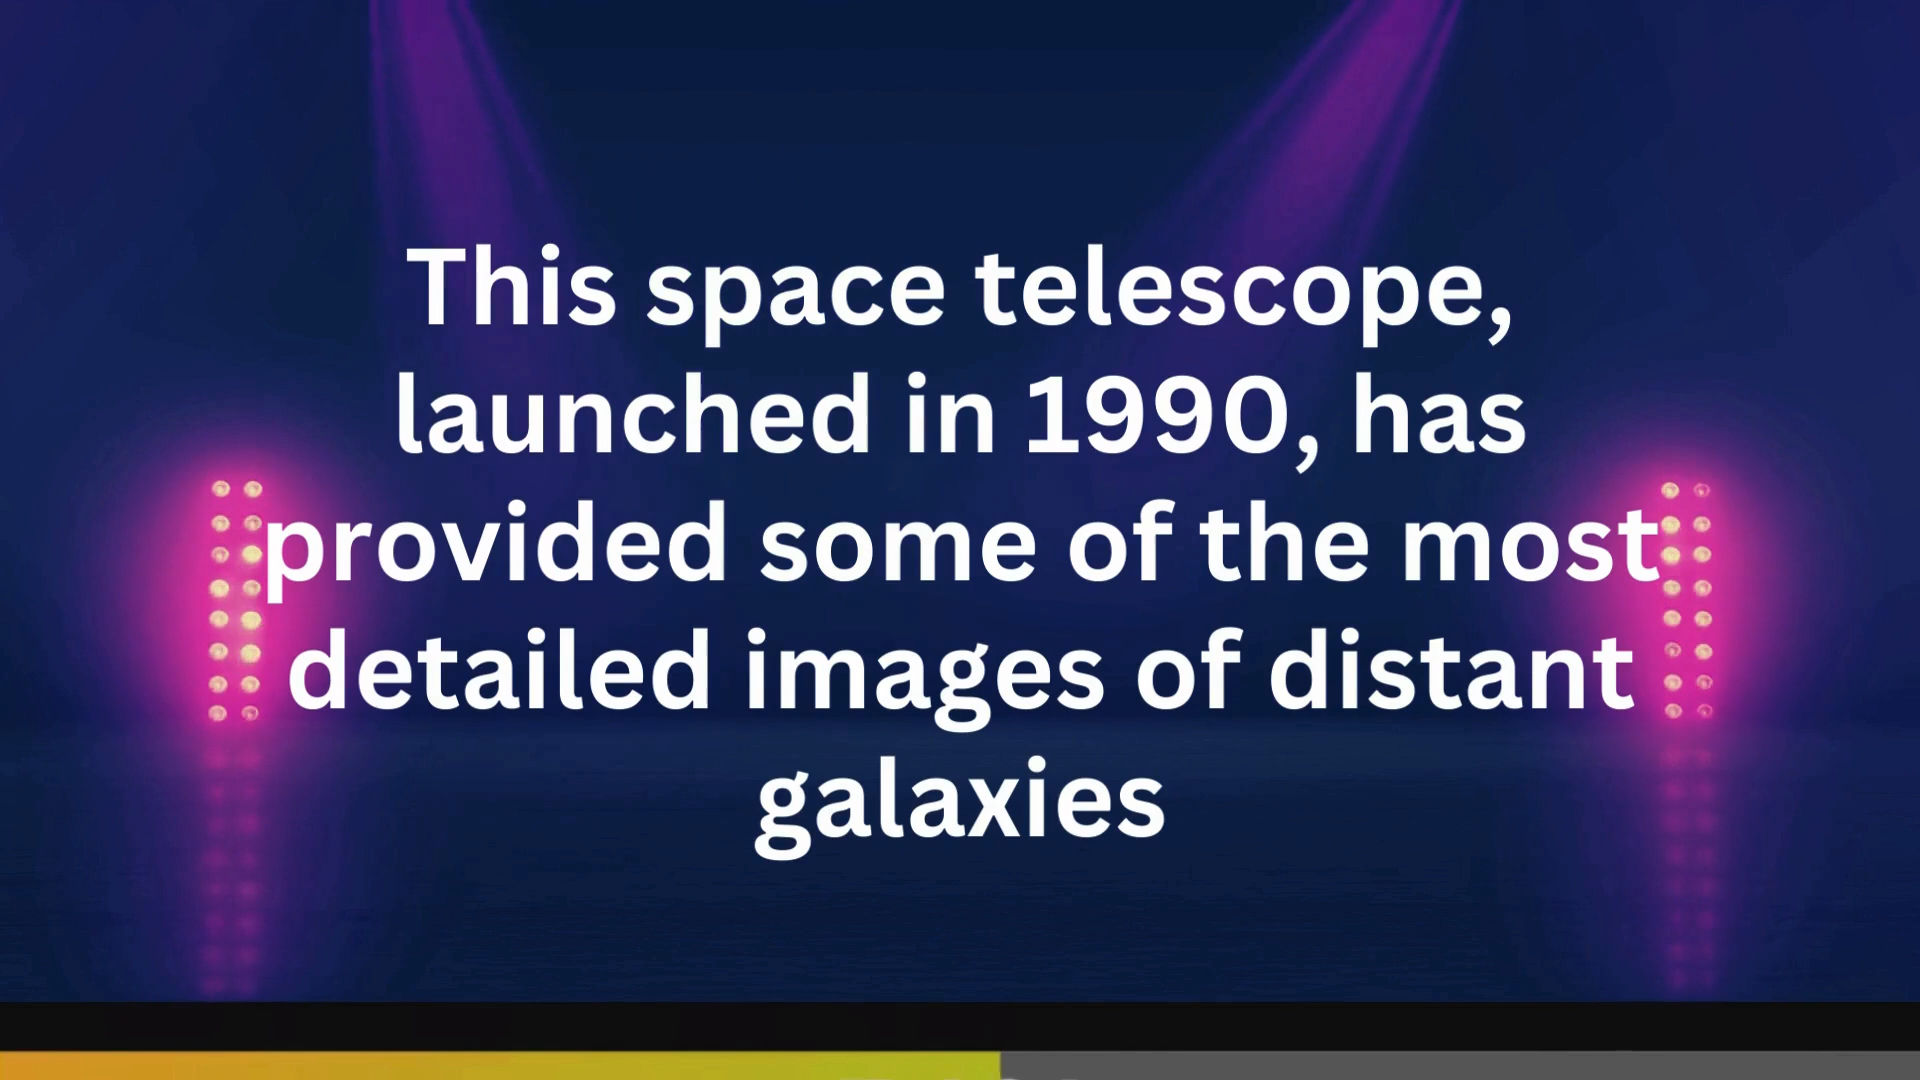 This space telescope,
launched in 1990, has
provided some of the most
detailed images of distant
galaxies